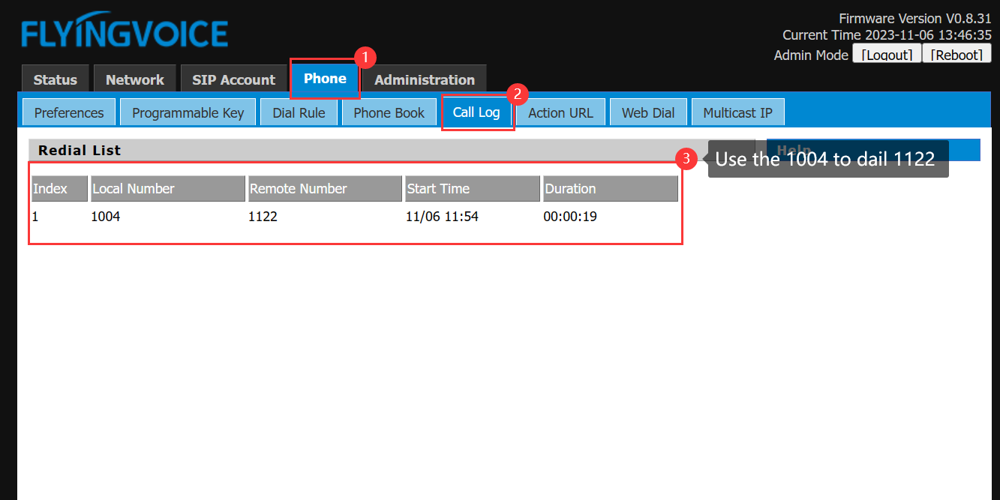 FLYINGVOICE
Firmware Version V0.8.31
Current Time 2023-11-06 13:46:35
Admin Mode [Logout] [Reboot]
1
Status Network SIP Account Phone Administration
2
Preferences Programmable Key Dial Rule Phone Book Call Log Action URL Web Dial Multicast IP
Redial List Help
3 Use the 1004 to dail 1122
Index Local Number Remote Number Start Time Duration
1 1004 1122 11/06 11:54 00:00:19